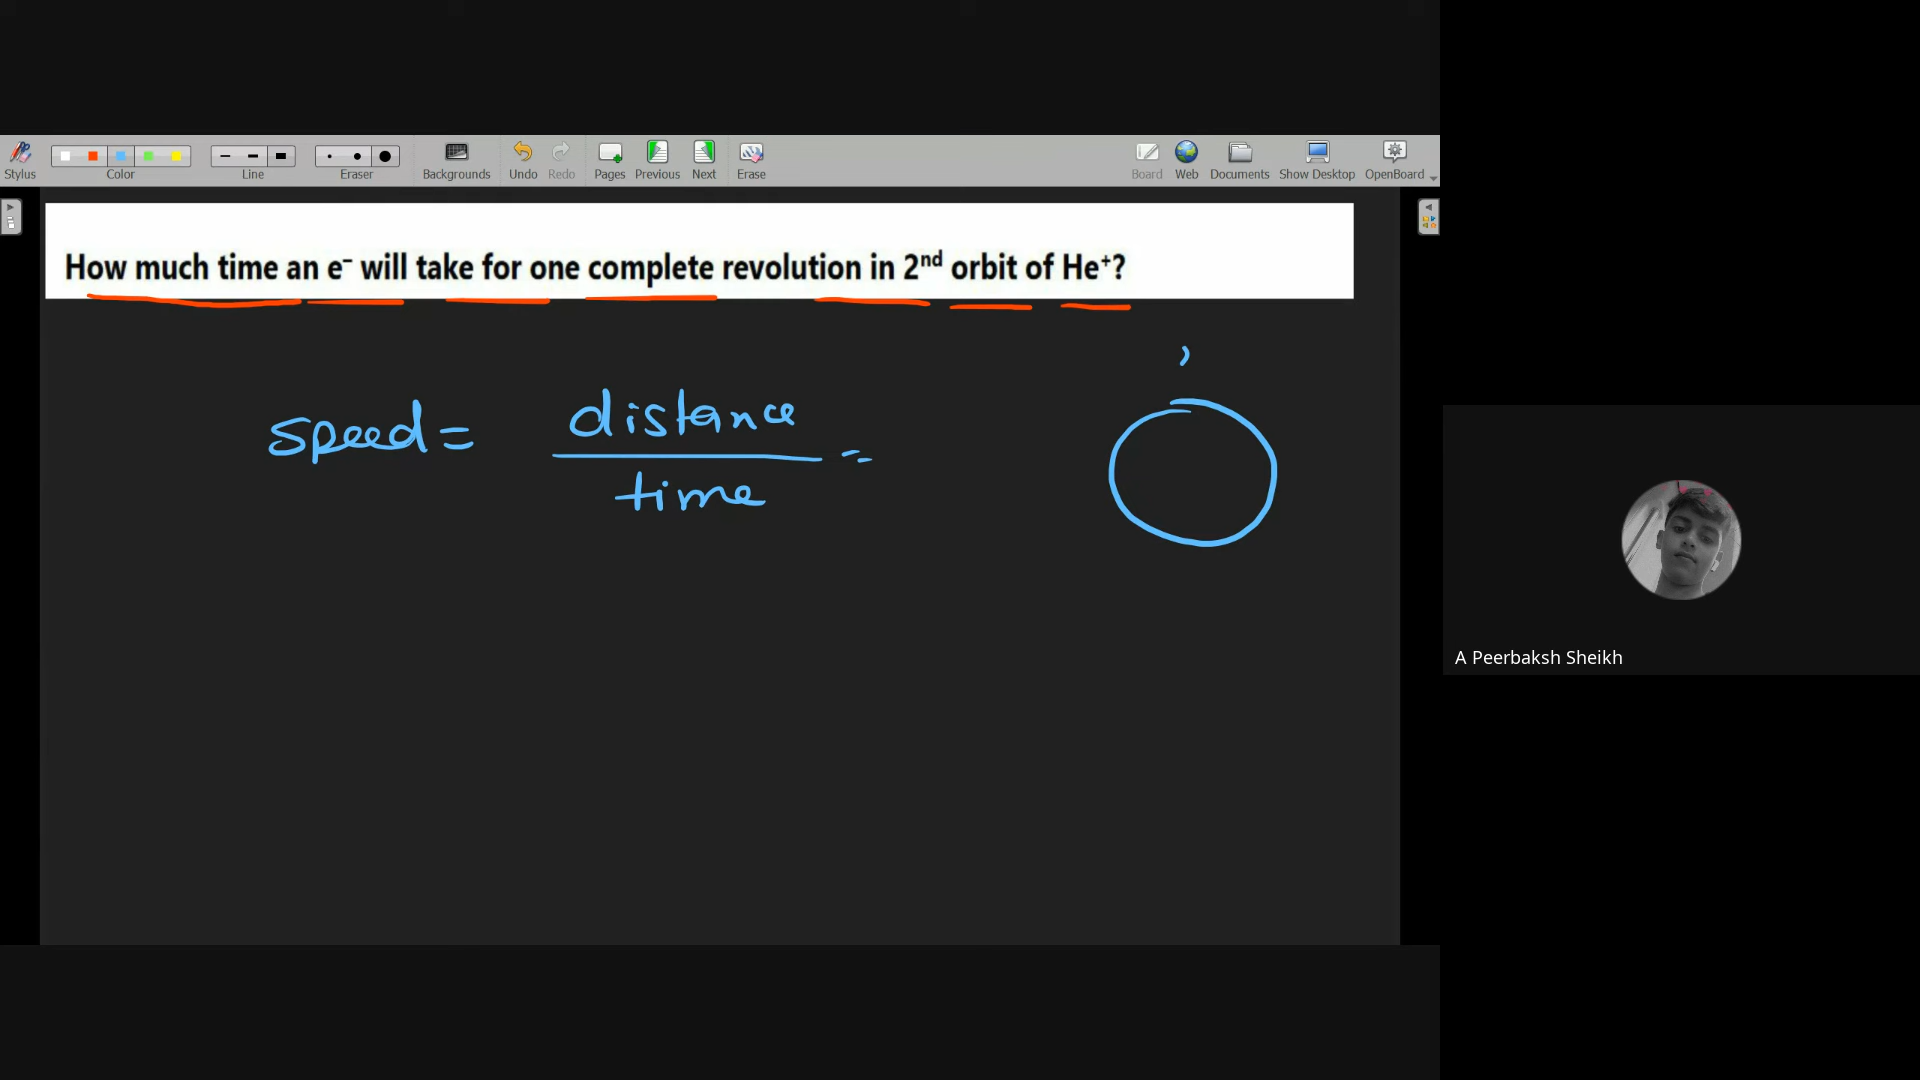 Stylus Color Line Eraser Backgrounds Undo Redo Pages Previous Next Erase Board Web Documents Show Desktop OpenBoard
How much time an e⁻ will take for one complete revolution in 2ⁿᵈ orbit of He⁺?
speed = distance / time =
A Peerbaksh Sheikh